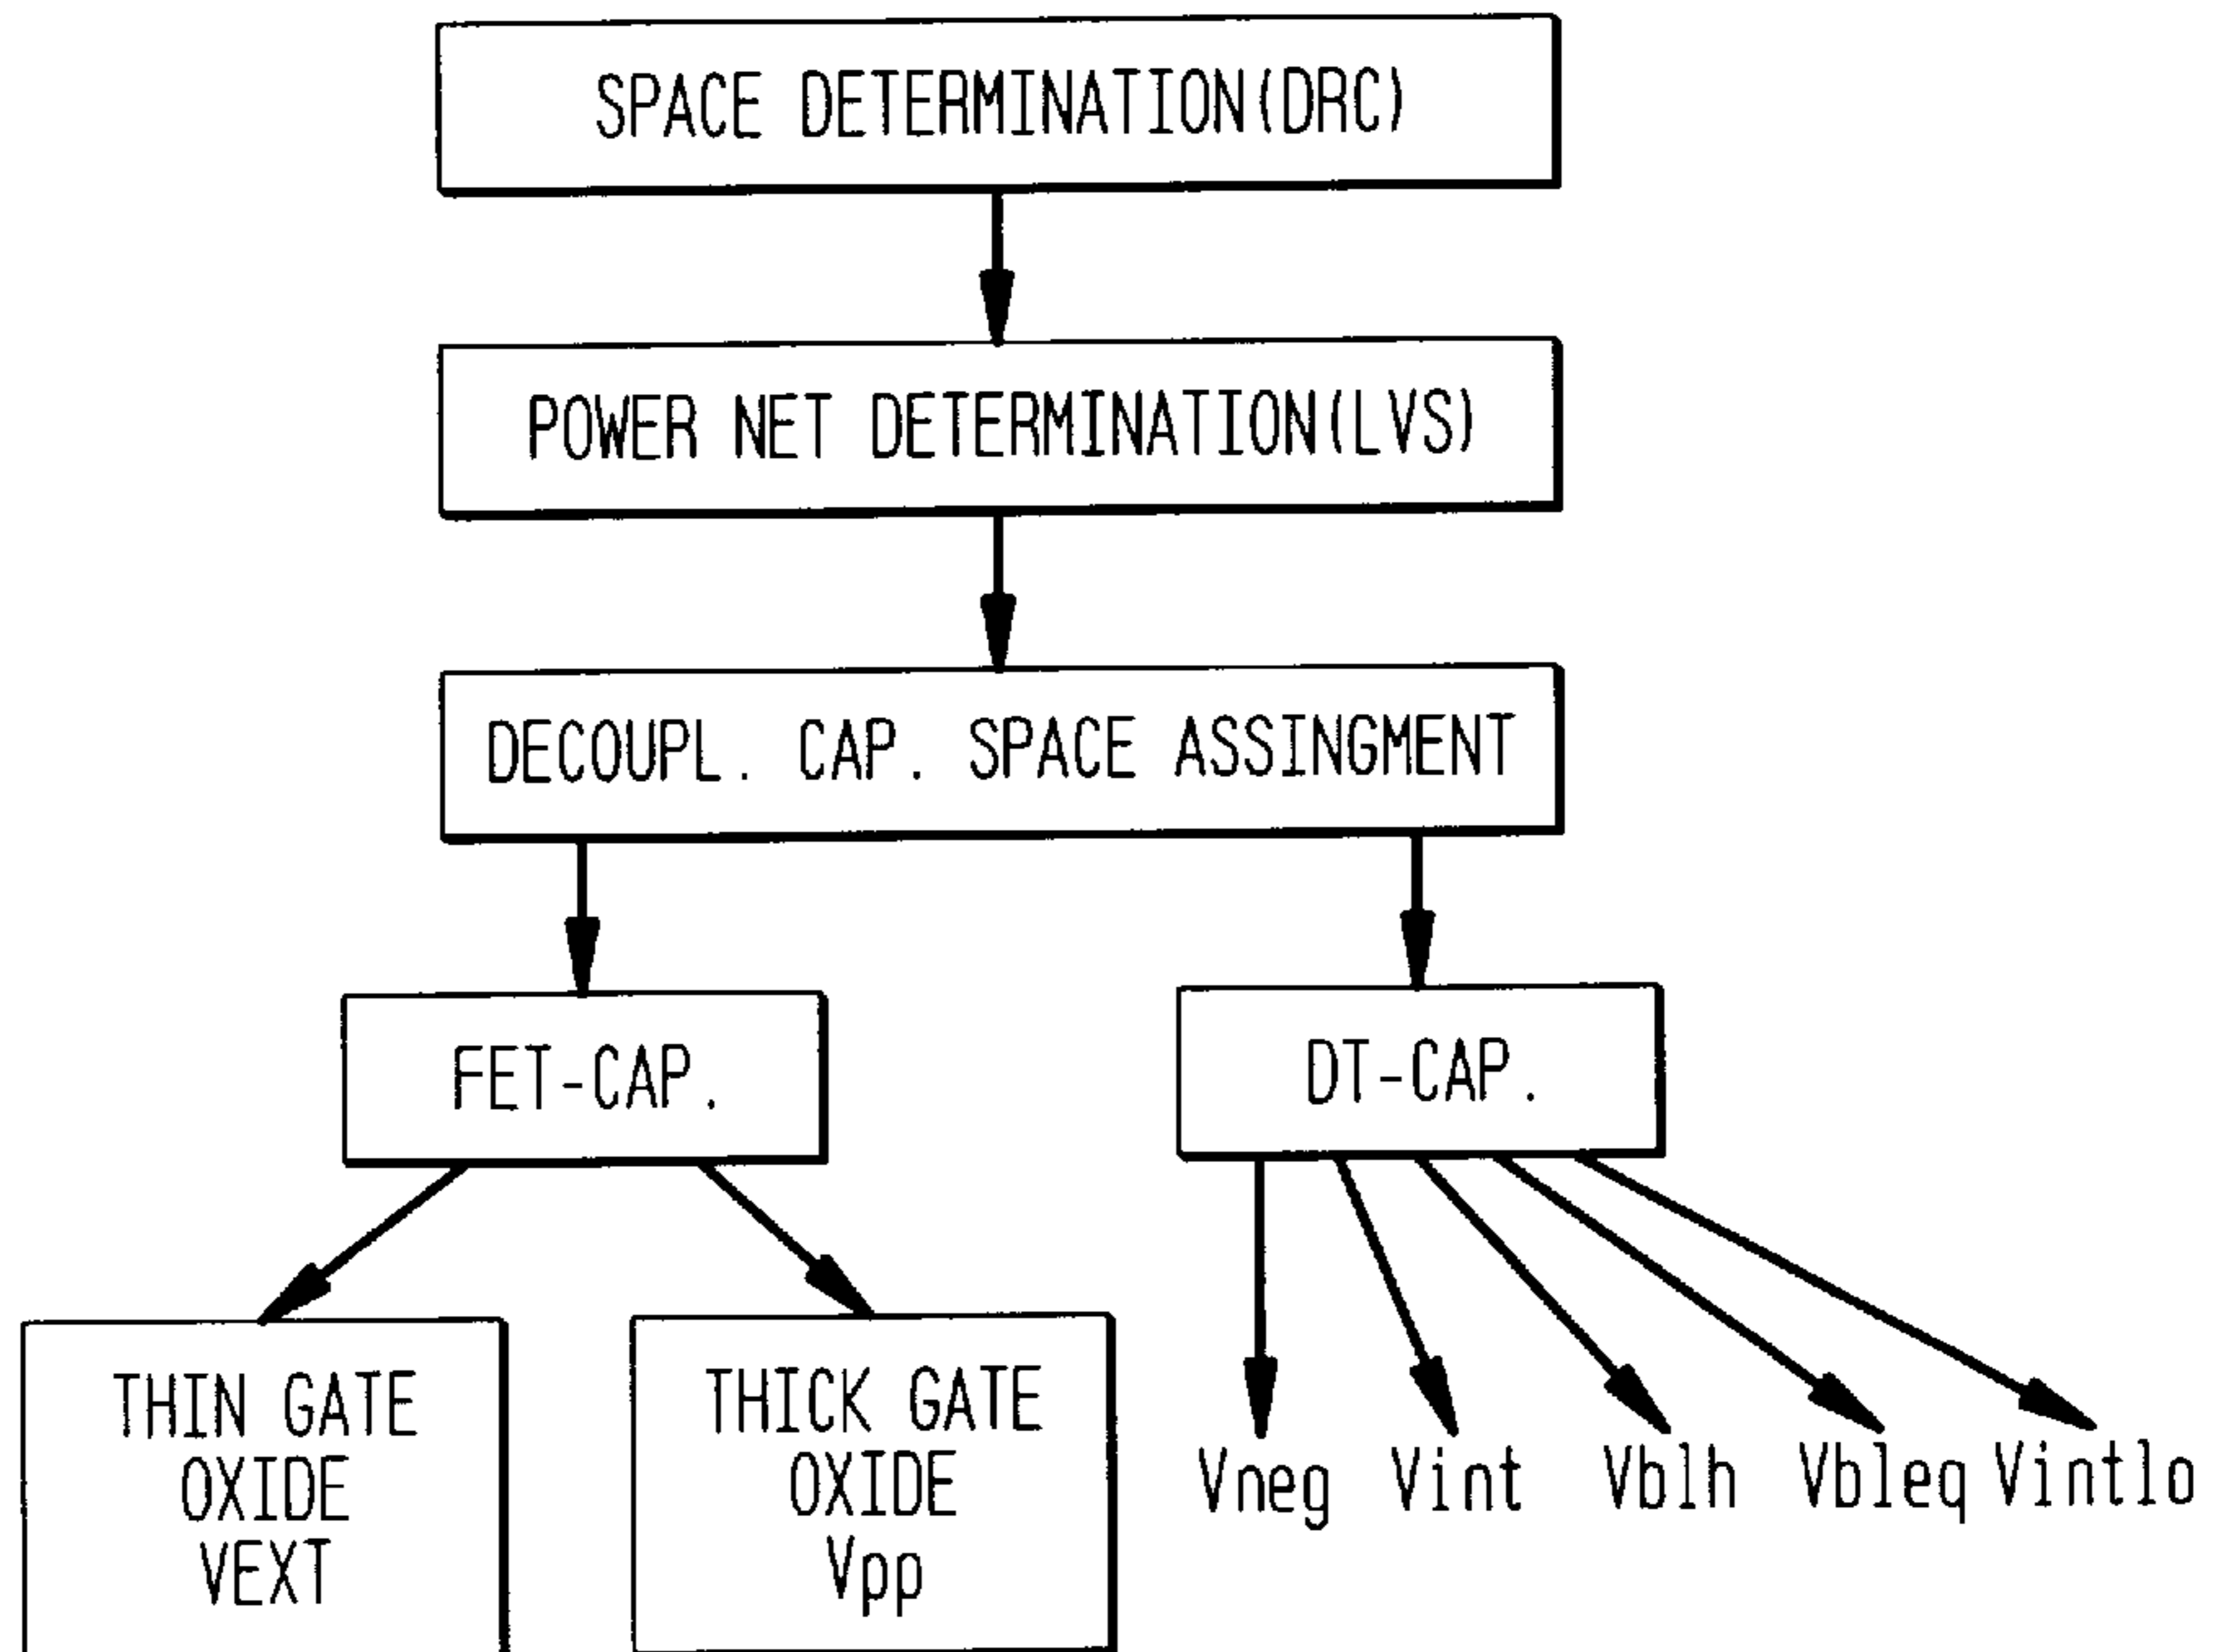 SPACE DETERMINATION(DRC)
POWER NET DETERMINATION(LVS)
DECOUPL. CAP. SPACE ASSINGMENT
FET-CAP.
DT-CAP.
THIN GATE
OXIDE
VEXT
THICK GATE
OXIDE
Vpp
Vneg Vint Vblh Vbleq Vintlo